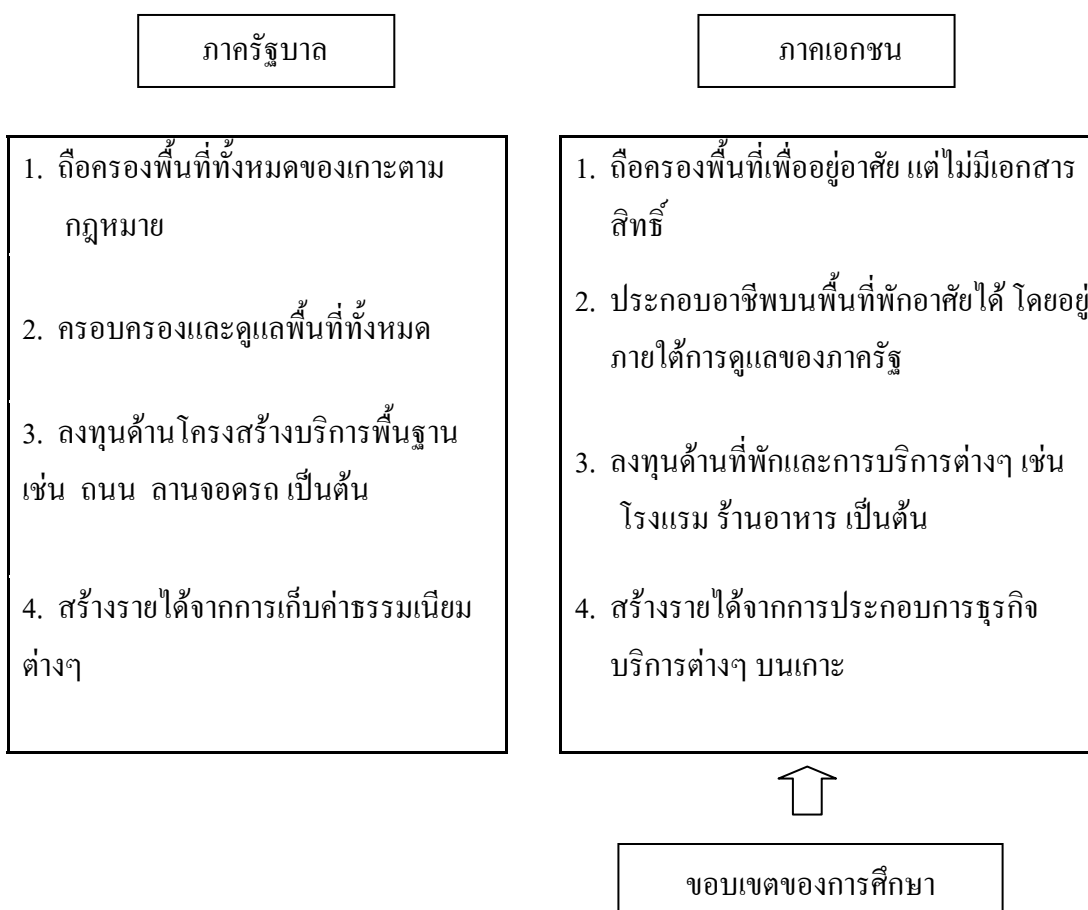 ภาครัฐบาล
1. ถือครองพื้นที่ทั้งหมดของเกาะตาม
กฎหมาย
2. ครอบครองและดูแลพื้นที่ทั้งหมด
3. ลงทุนด้านโครงสร้างบริการพื้นฐาน
เช่น ถนน ลานจอดรถ เป็นต้น
4. สร้างรายได้จากการเก็บค่าธรรมเนียม
ต่างๆ
ภาคเอกชน
1. ถือครองพื้นที่เพื่ออยู่อาศัย แต่ไม่มีเอกสาร
สิทธิ์
2. ประกอบอาชีพบนพื้นที่พักอาศัยได้ โดยอยู่
ภายใต้การดูแลของภาครัฐ
3. ลงทุนด้านที่พักและการบริการต่างๆ เช่น
โรงแรม ร้านอาหาร เป็นต้น
4. สร้างรายได้จากการประกอบการธุรกิจ
บริการต่างๆ บนเกาะ
ขอบเขตของการศึกษา